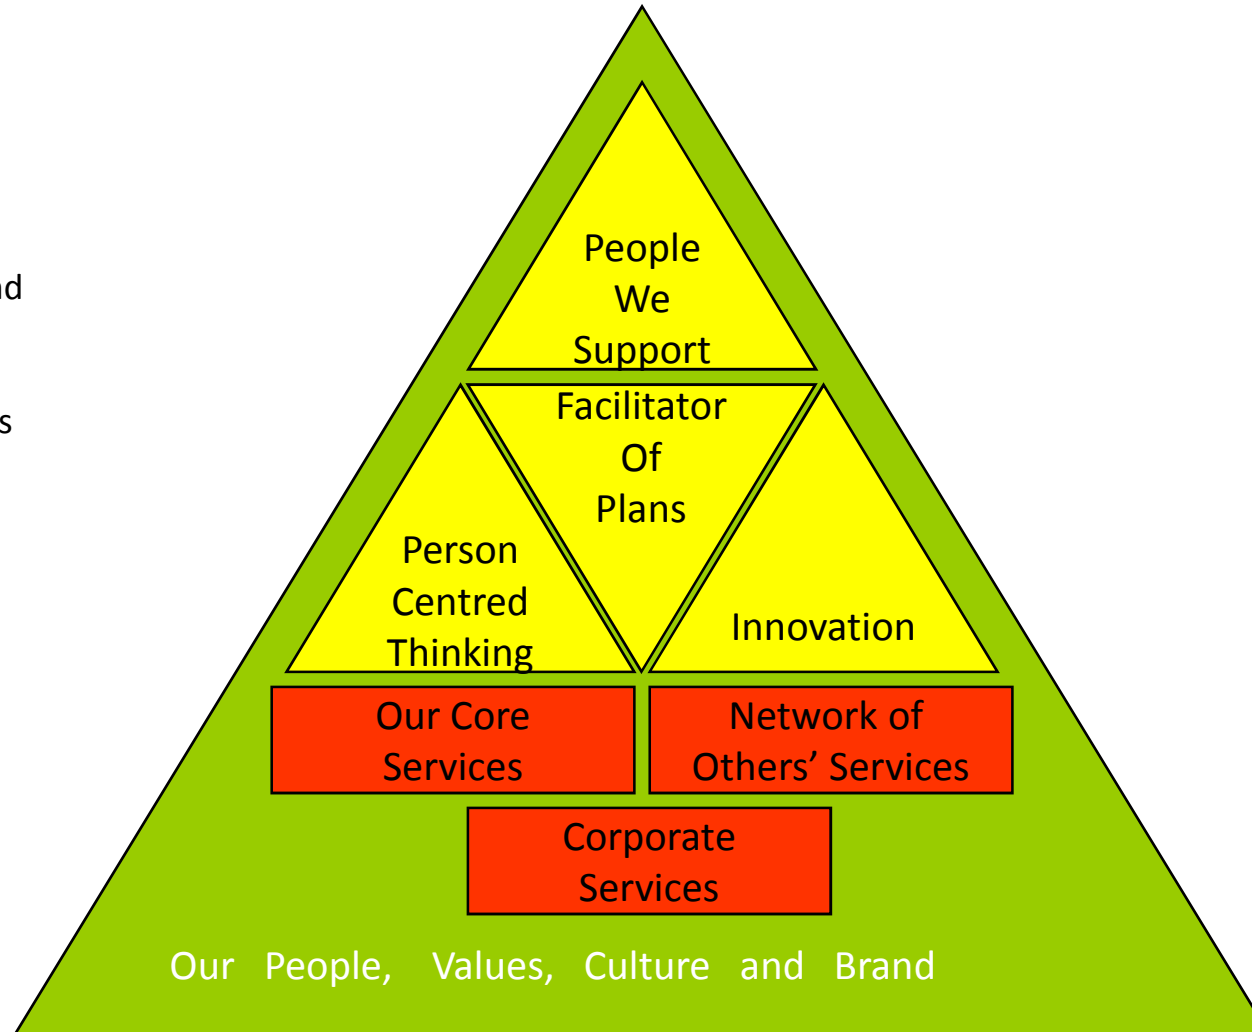 People
We
Support
Facilitator
Of
Plans
Person
Centred
Thinking
Innovation
Our Core
Services
Network of
Others’ Services
Corporate
Services
Our People, Values, Culture and Brand